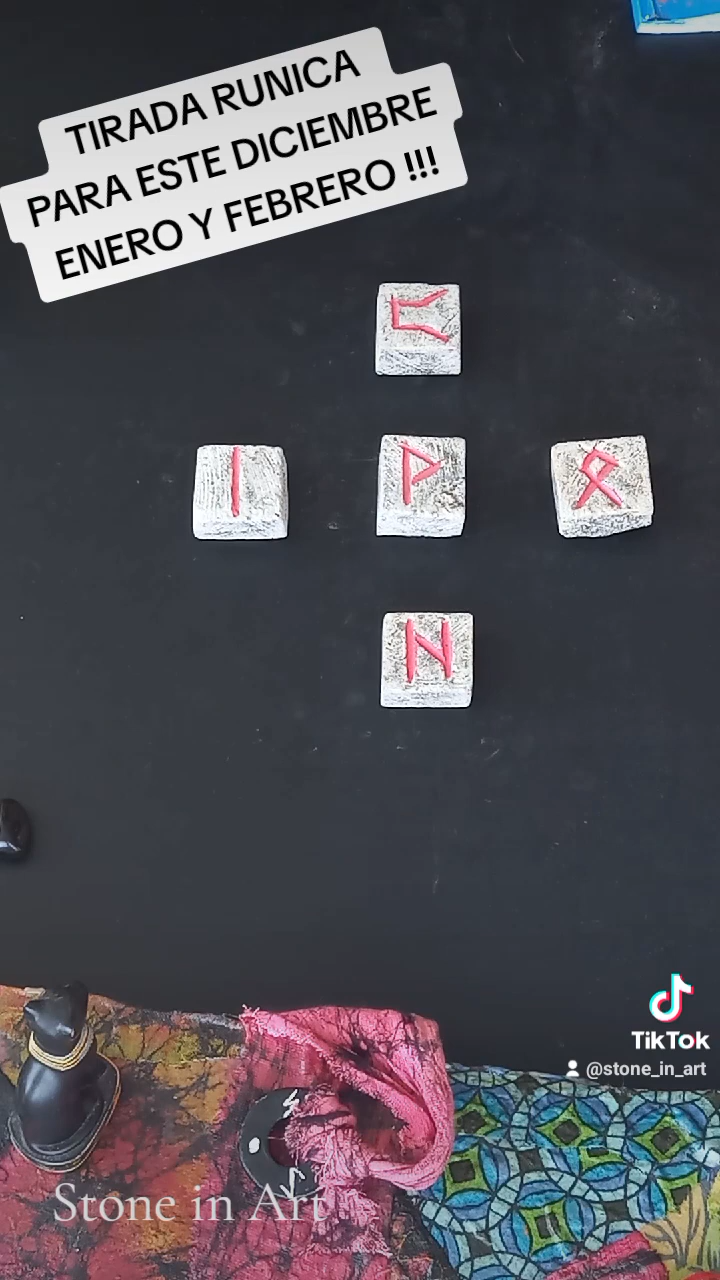 TIRADA RUNICA
PARA ESTE DICIEMBRE
ENERO Y FEBRERO !!!
ᛈ
ᛁ ᚹ ᛟ
ᚺ
TikTok
@stone_in_art
Stone in Art